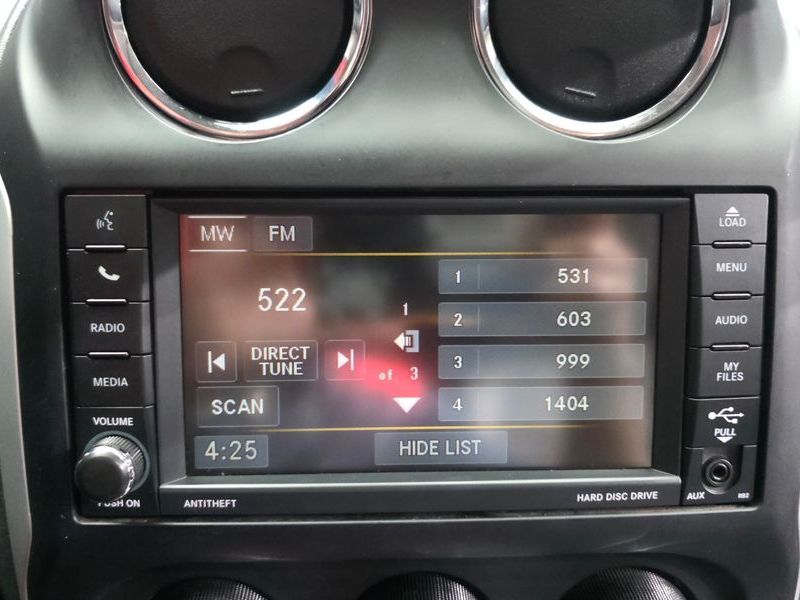 MW FM
522
1
of 3
DIRECT
TUNE
SCAN
4:25
HIDE LIST
1 531
2 603
3 999
4 1404
RADIO
MEDIA
VOLUME
PUSH ON
ANTITHEFT
HARD DISC DRIVE
LOAD
MENU
AUDIO
MY
FILES
PULL
AUX
RB2